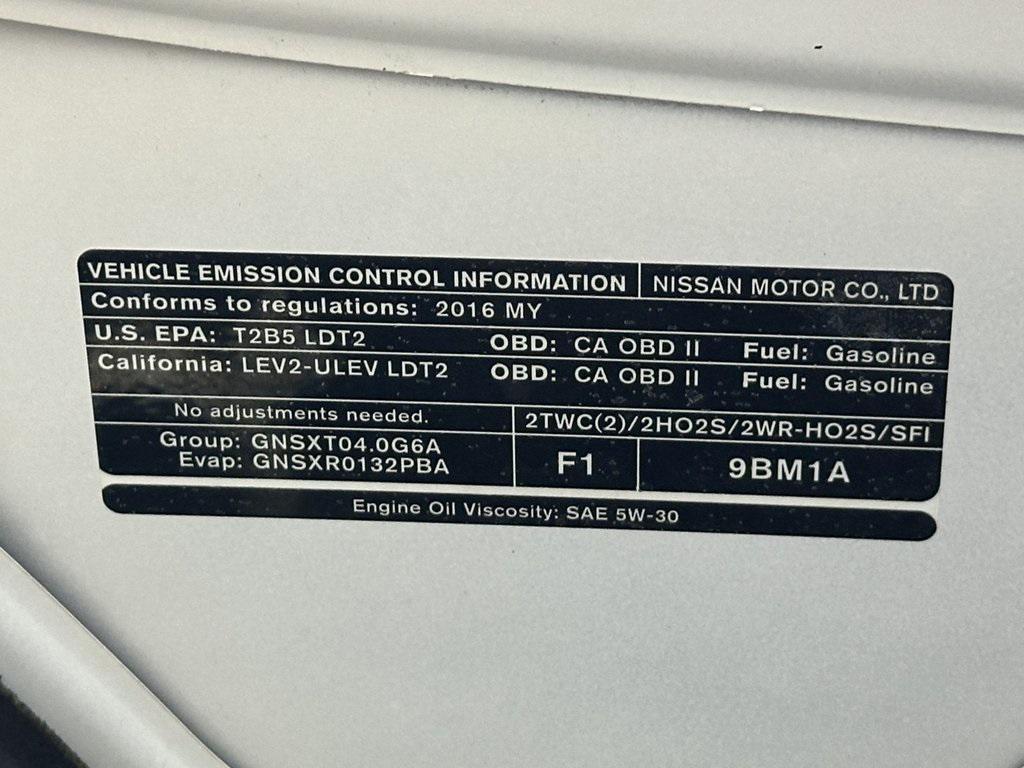 VEHICLE EMISSION CONTROL INFORMATION NISSAN MOTOR CO., LTD
Conforms to regulations: 2016 MY
U.S. EPA: T2B5 LDT2 OBD: CA OBD II Fuel: Gasoline
California: LEV2-ULEV LDT2 OBD: CA OBD II Fuel: Gasoline
No adjustments needed. 2TWC(2)/2HO2S/2WR-HO2S/SFI
Group: GNSXT04.0G6A
Evap: GNSXR0132PBA
F1 9BM1A
Engine Oil Viscosity: SAE 5W-30